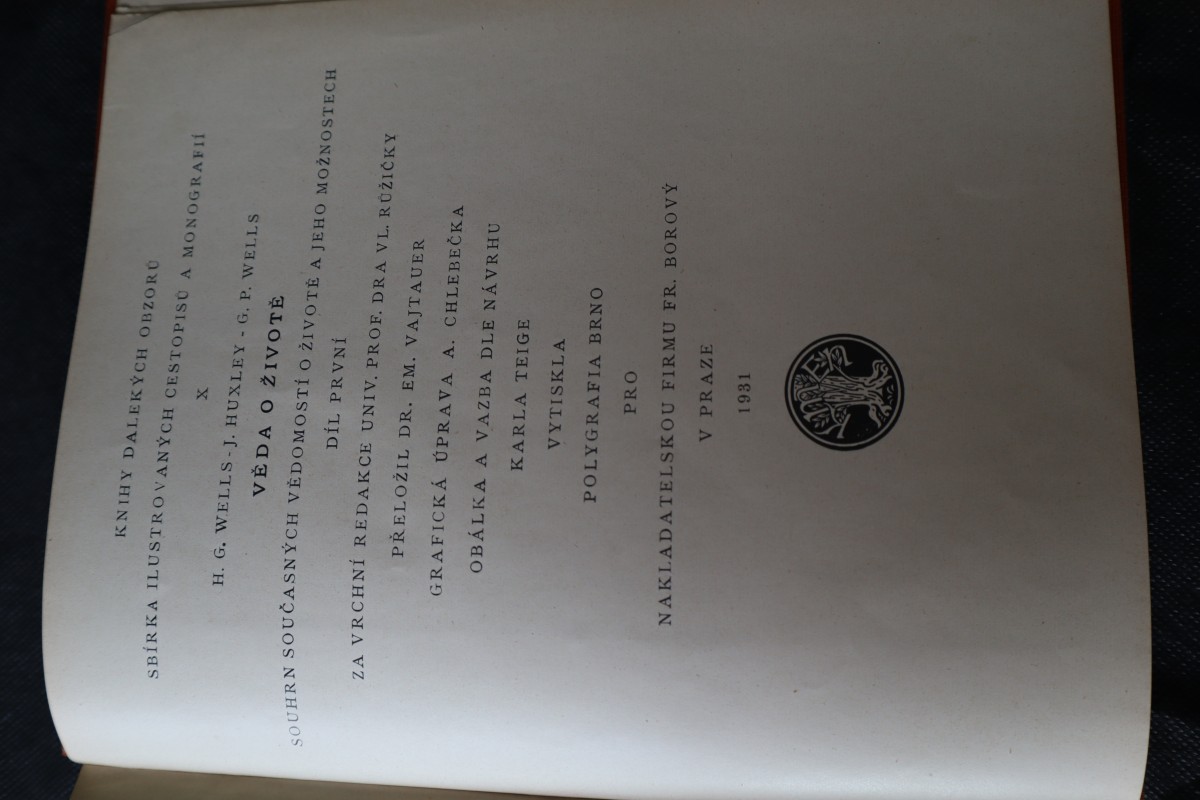 KNIHY DALEKÝCH OBZORŮ
SBÍRKA ILUSTROVANÝCH CESTOPISŮ A MONOGRAFIÍ
X
H. G. WELLS - J. HUXLEY - G. P. WELLS
VĚDA O ŽIVOTĚ
SOUHRN SOUČASNÝCH VĚDOMOSTÍ O ŽIVOTĚ A JEHO MOŽNOSTECH
DÍL PRVNÍ
ZA VRCHNÍ REDAKCE UNIV. PROF. DRA VL. RŮŽIČKY
PŘELOŽIL DR. EM. VAJTAUER
GRAFICKÁ ÚPRAVA A. CHLEBEČKA
OBÁLKA A VAZBA DLE NÁVRHU
KARLA TEIGE
VYTISKLA
POLYGRAFIA BRNO
PRO
NAKLADATELSKOU FIRMU FR. BOROVÝ
V PRAZE
1931